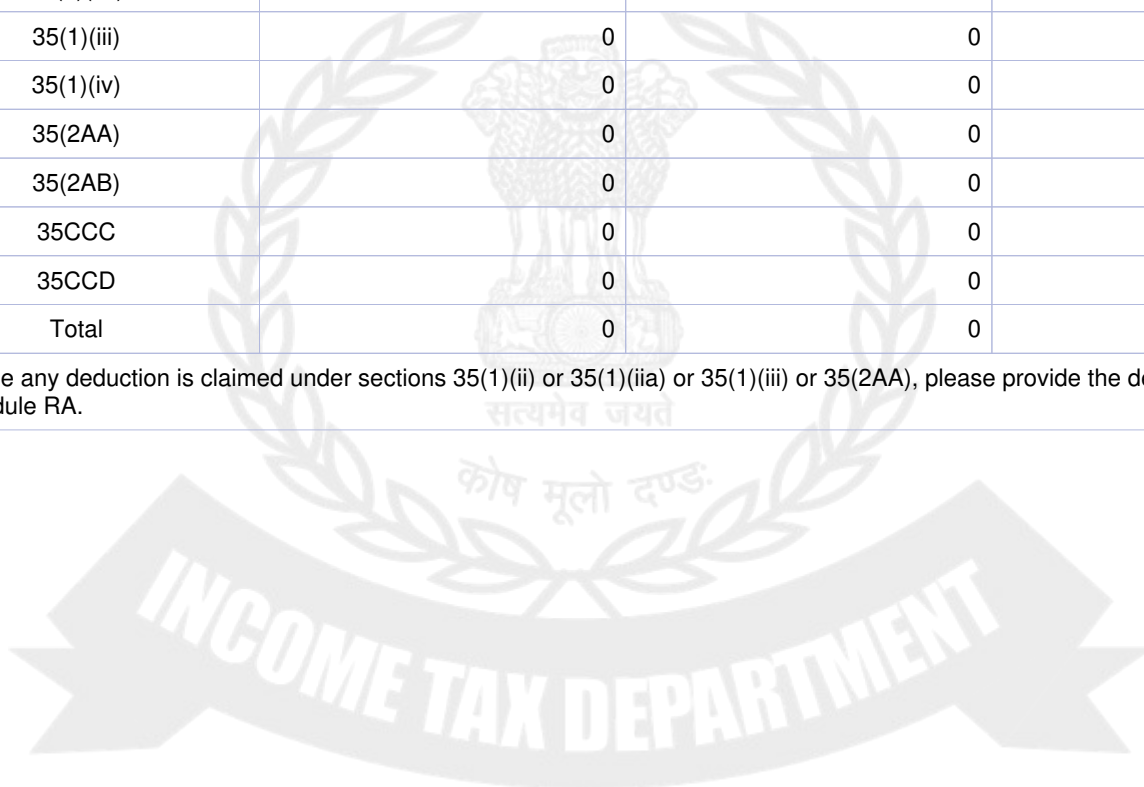 35(1)(iii) 0 0
35(1)(iv) 0 0
35(2AA) 0 0
35(2AB) 0 0
35CCC 0 0
35CCD 0 0
Total 0 0
e any deduction is claimed under sections 35(1)(ii) or 35(1)(iia) or 35(1)(iii) or 35(2AA), please provide the de
dule RA.
सत्यमेव जयते
कोष मूलो दण्डः
INCOME TAX DEPARTMENT